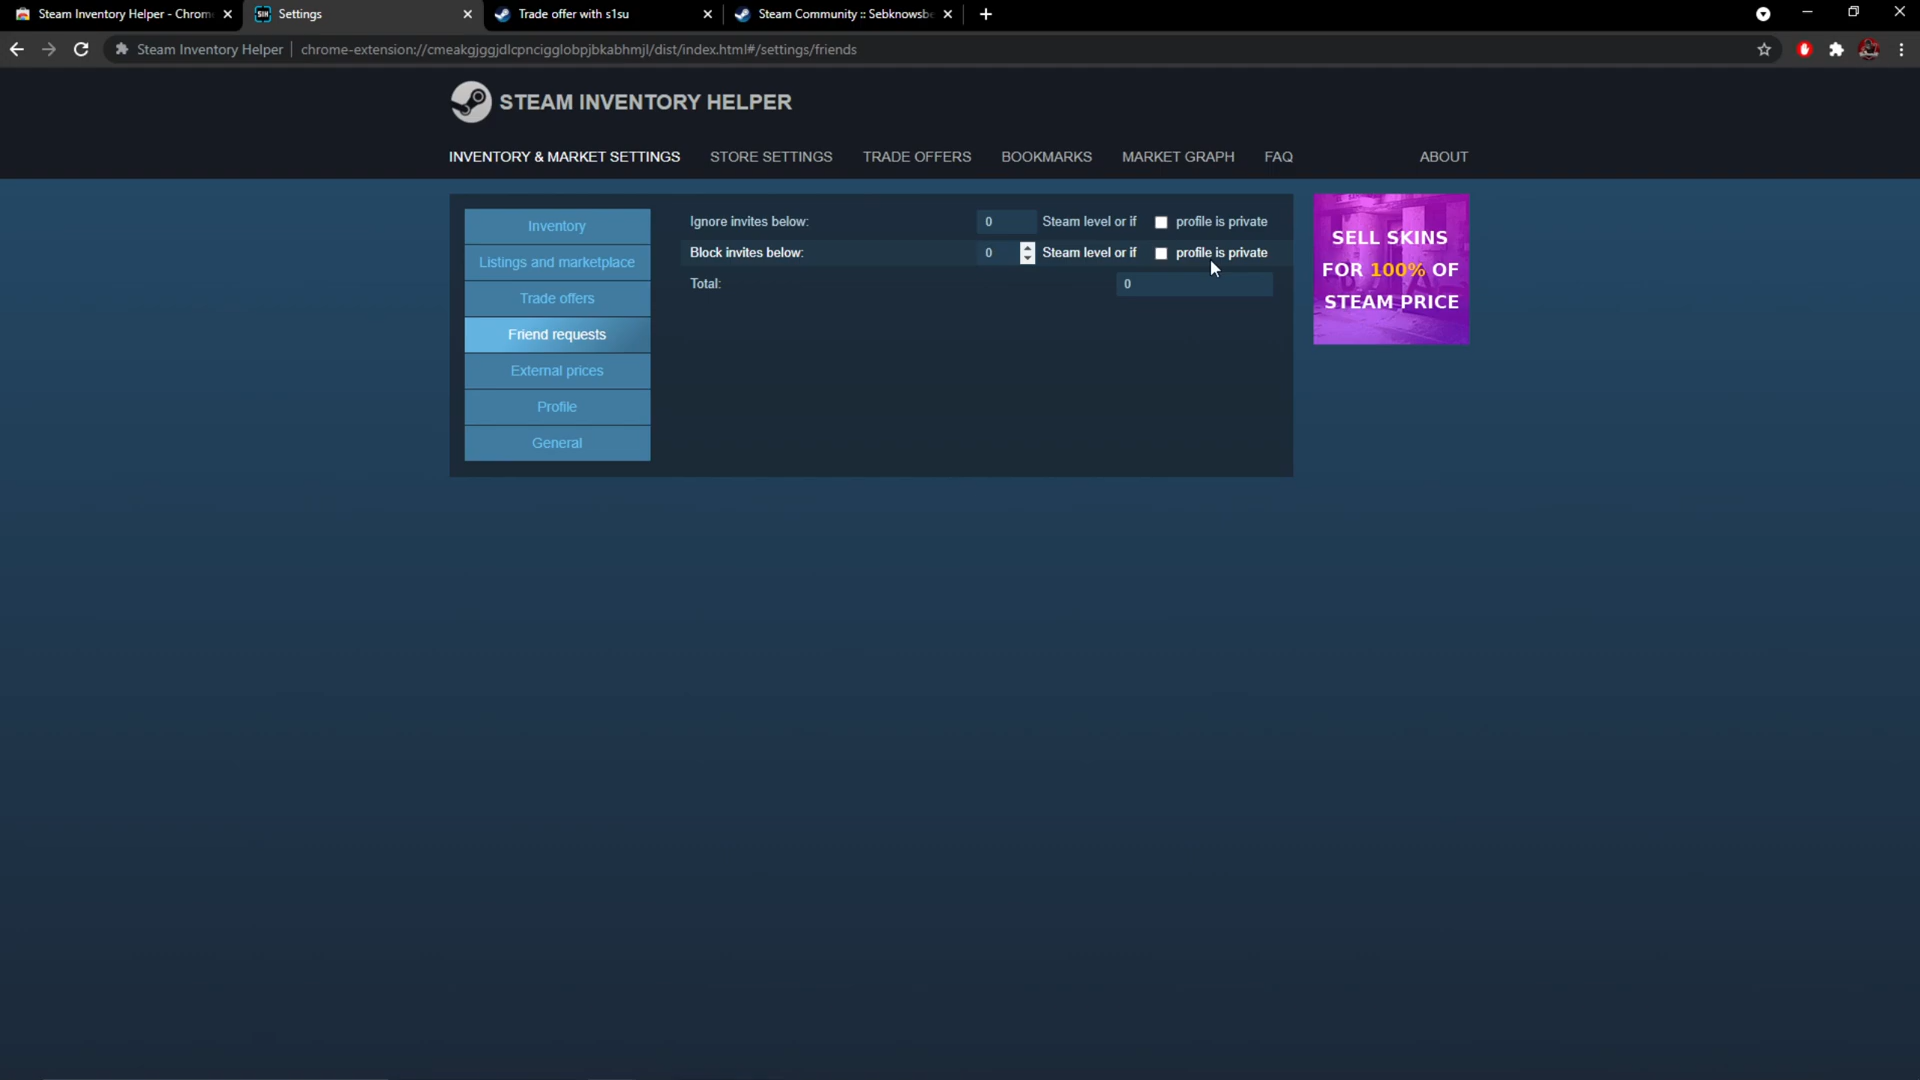 Steam Inventory Helper - Chrom
Settings
Trade offer with s1su
Steam Community :: Sebknowsbe
Steam Inventory Helper | chrome-extension://cmeakgjggjdlcpncigglobpjbkabhmjl/dist/index.html#/settings/friends
STEAM INVENTORY HELPER
INVENTORY & MARKET SETTINGS STORE SETTINGS TRADE OFFERS BOOKMARKS MARKET GRAPH FAQ ABOUT
Inventory
Listings and marketplace
Trade offers
Friend requests
External prices
Profile
General
Ignore invites below: 0 Steam level or if profile is private
Block invites below: 0 Steam level or if profile is private
Total: 0
SELL SKINS
FOR 100% OF
STEAM PRICE